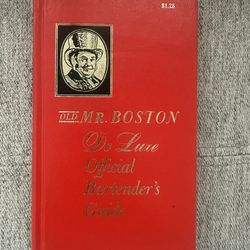 $1.25
OLD MR. BOSTON
De Luxe
Official
Bartender's
Guide